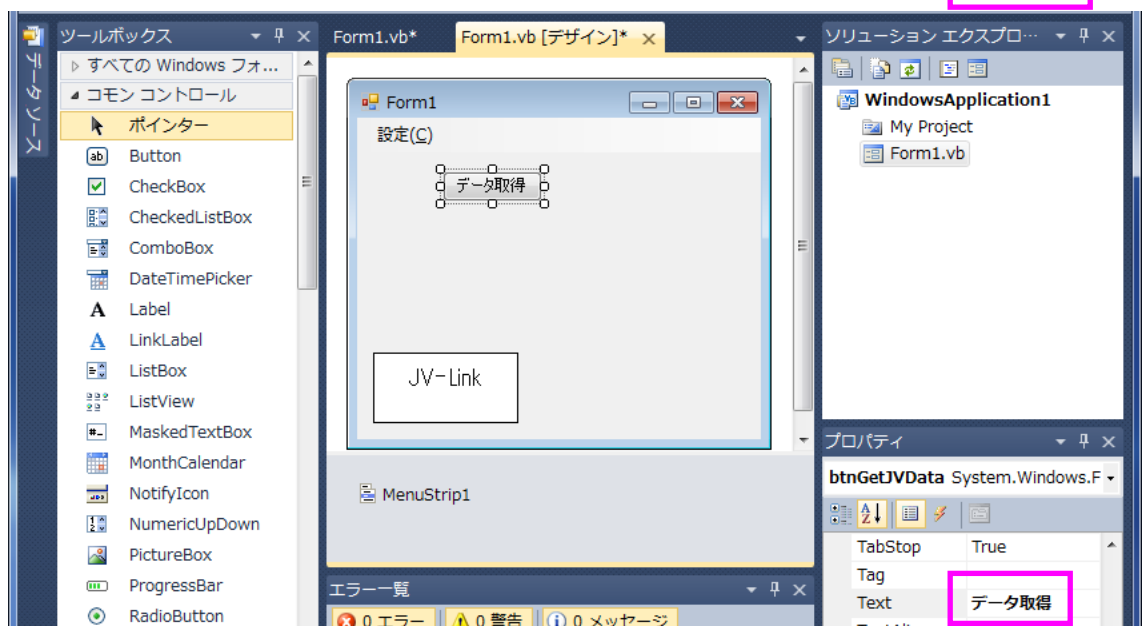 データソース
ツールボックス
すべての Windows フォ...
コモン コントロール
ポインター
Button
CheckBox
CheckedListBox
ComboBox
DateTimePicker
Label
LinkLabel
ListBox
ListView
MaskedTextBox
MonthCalendar
NotifyIcon
NumericUpDown
PictureBox
ProgressBar
RadioButton
Form1.vb*
Form1.vb [デザイン]*
Form1
設定(C)
データ取得
JV-Link
MenuStrip1
エラー一覧
0 エラー
0 警告
0 メッセージ
ソリューション エクスプロ…
WindowsApplication1
My Project
Form1.vb
プロパティ
btnGetJVData System.Windows.F
TabStop True
Tag
Text データ取得